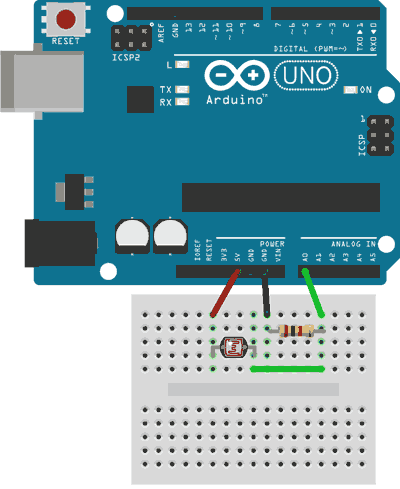 RESET
ICSP2
AREF
GND
13
12
~11
~10
~9
8
7
~6
~5
4
~3
2
TXO▶1
RXO◀0
DIGITAL (PWM=~)
L
TX
RX
UNO
Arduino™
ON
1
ICSP
POWER
ANALOG IN
IOREF
RESET
3V3
5V
GND
GND
VIN
A0
A1
A2
A3
A4
A5